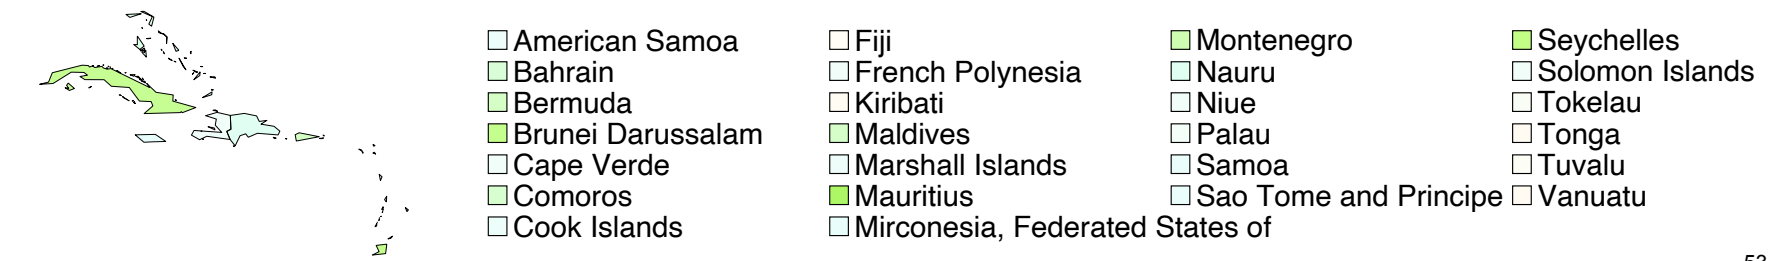 American Samoa
Bahrain
Bermuda
Brunei Darussalam
Cape Verde
Comoros
Cook Islands
Fiji
French Polynesia
Kiribati
Maldives
Marshall Islands
Mauritius
Mirconesia, Federated States of
Montenegro
Nauru
Niue
Palau
Samoa
Sao Tome and Principe
Seychelles
Solomon Islands
Tokelau
Tonga
Tuvalu
Vanuatu